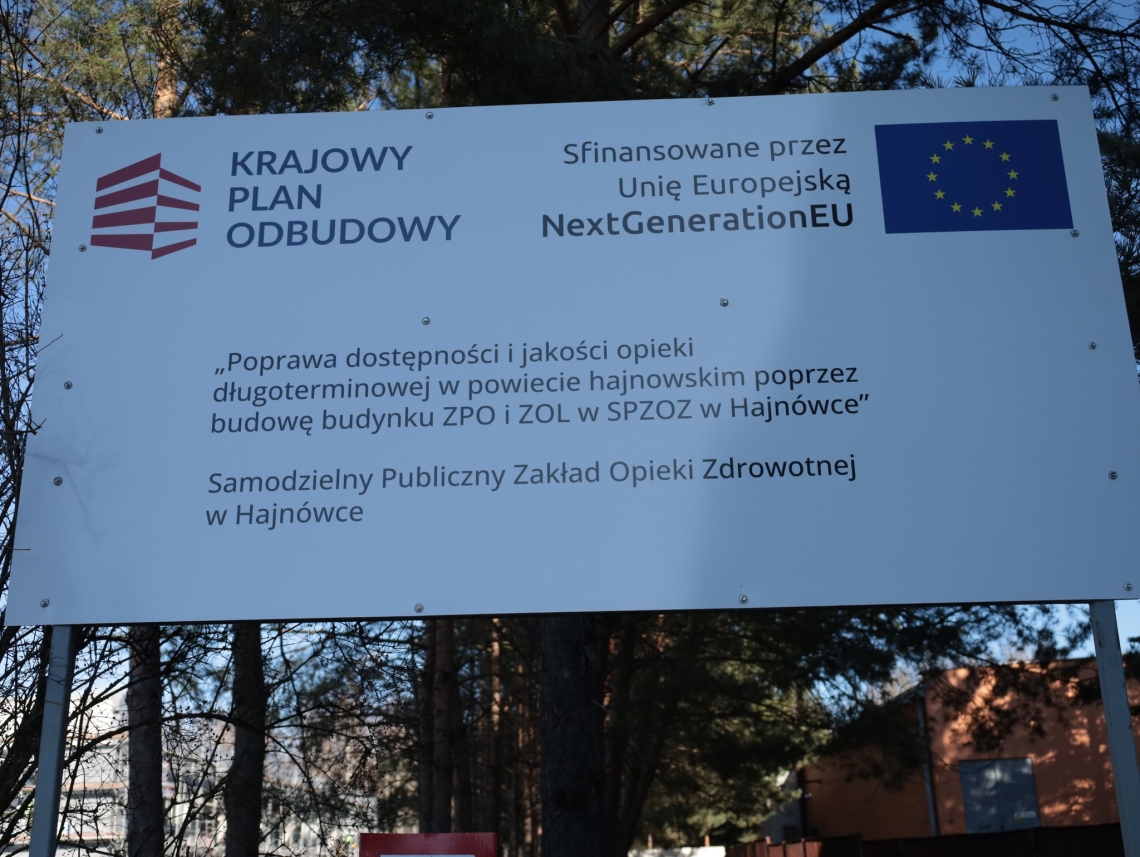 KRAJOWY
PLAN
ODBUDOWY
Sfinansowane przez
Unię Europejską
NextGenerationEU
„Poprawa dostępności i jakości opieki
długoterminowej w powiecie hajnowskim poprzez
budowę budynku ZPO i ZOL w SPZOZ w Hajnówce”
Samodzielny Publiczny Zakład Opieki Zdrowotnej
w Hajnówce